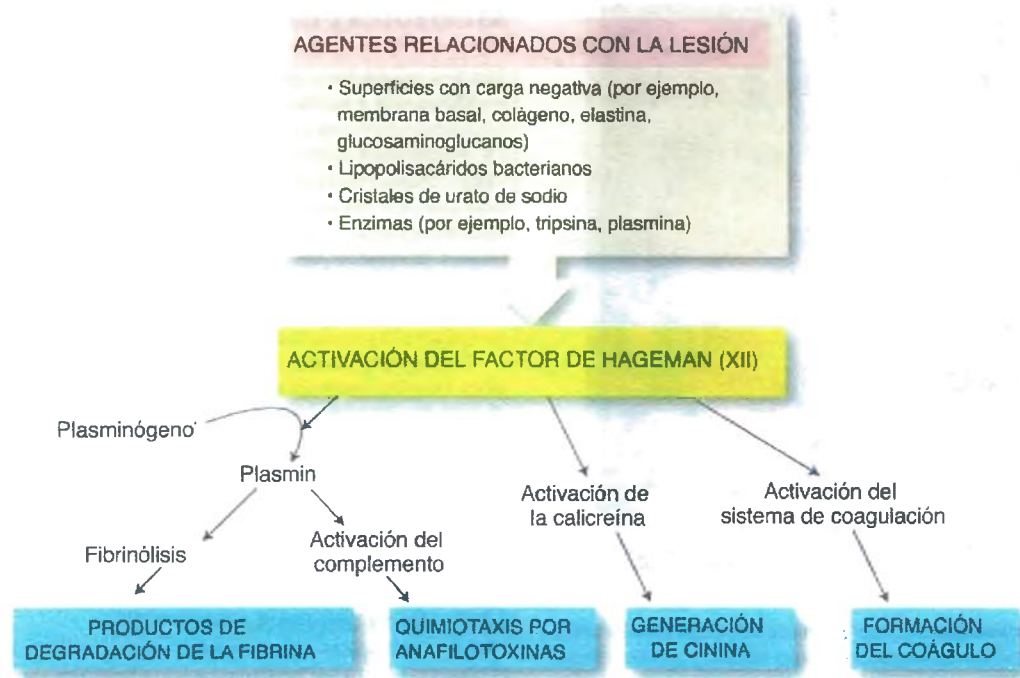 AGENTES RELACIONADOS CON LA LESIÓN
• Superficies con carga negativa (por ejemplo,
membrana basal, colágeno, elastina,
glucosaminoglucanos)
• Lipopolisacáridos bacterianos
• Cristales de urato de sodio
• Enzimas (por ejemplo, tripsina, plasmina)
ACTIVACIÓN DEL FACTOR DE HAGEMAN (XII)
Plasminógeno
Plasmin
Fibrinólisis
Activación del
complemento
Activación de
la calicreína
Activación del
sistema de coagulación
PRODUCTOS DE
DEGRADACIÓN DE LA FIBRINA
QUIMIOTAXIS POR
ANAFILOTOXINAS
GENERACIÓN
DE CININA
FORMACIÓN
DEL COÁGULO